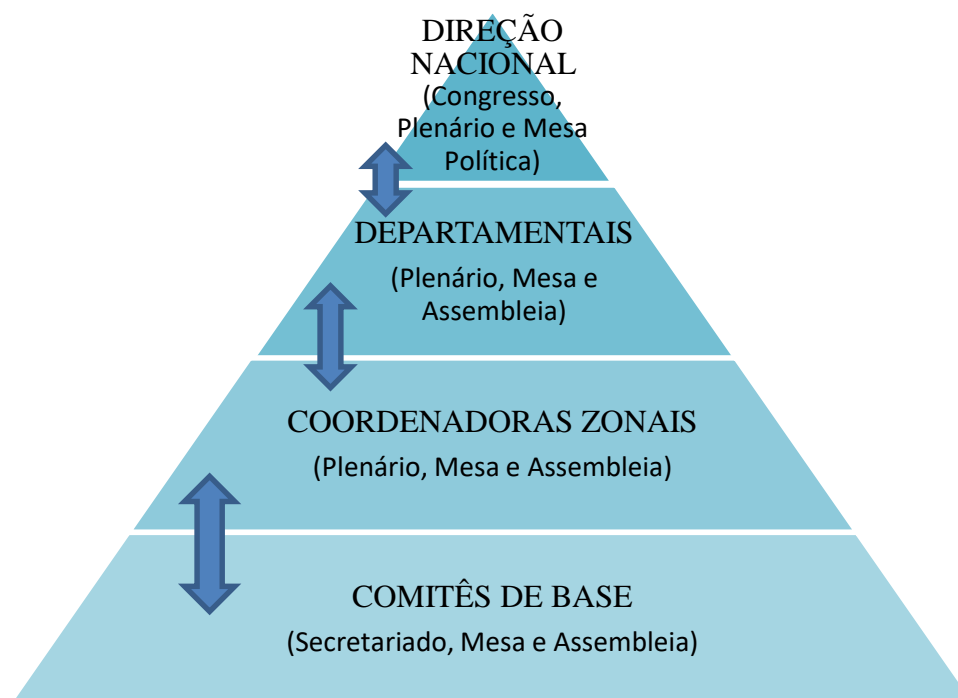 DIREÇÃO
NACIONAL
(Congresso,
Plenário e Mesa
Política)
DEPARTAMENTAIS
(Plenário, Mesa e
Assembleia)
COORDENADORAS ZONAIS
(Plenário, Mesa e Assembleia)
COMITÊS DE BASE
(Secretariado, Mesa e Assembleia)